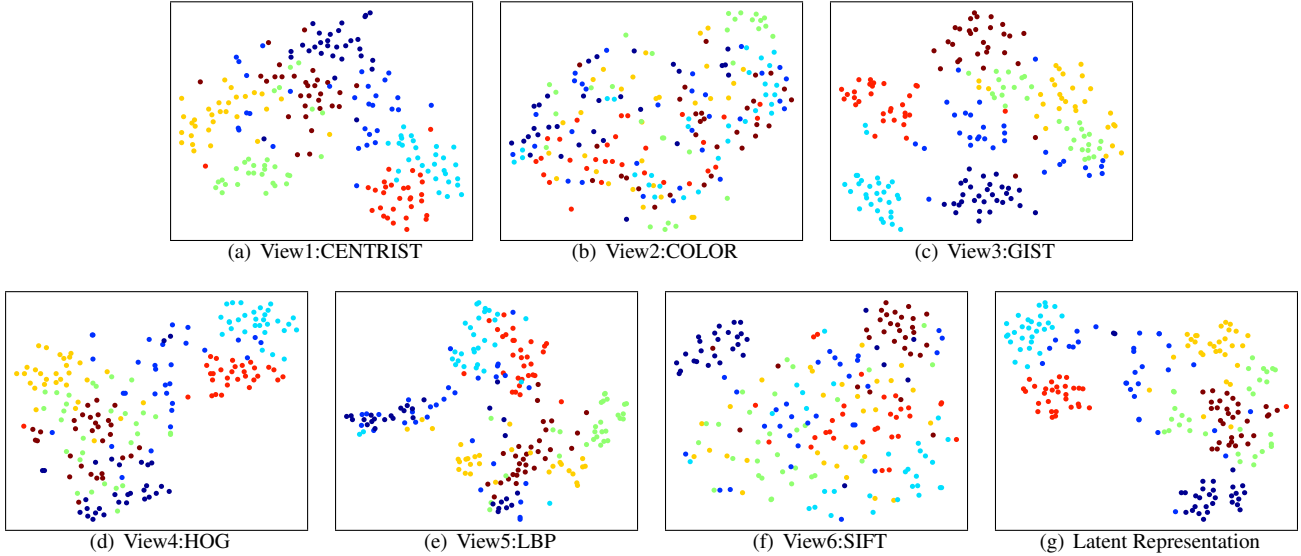 (a) View1:CENTRIST
(b) View2:COLOR
(c) View3:GIST
(d) View4:HOG
(e) View5:LBP
(f) View6:SIFT
(g) Latent Representation